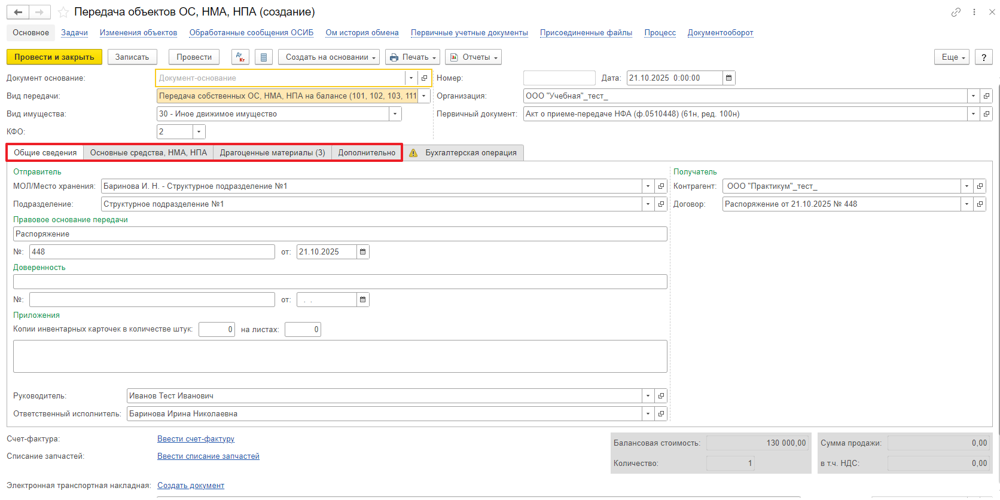 Передача объектов ОС, НМА, НПА (создание)
Основное Задачи Изменения объектов Обработанные сообщения ОСИБ Ом история обмена Первичные учетные документы Присоединенные файлы Процесс Документооборот
Провести и закрыть Записать Провести Дт Кт Создать на основании Печать Отчеты Еще ?
Документ основание: Документ-основание Номер: Дата: 21.10.2025 0:00:00
Вид передачи: Передача собственных ОС, НМА, НПА на балансе (101, 102, 103, 111 Организация: ООО "Учебная"_тест_
Вид имущества: 30 - Иное движимое имущество Первичный документ: Акт о приеме-передаче НФА (ф.0510448) (61н, ред. 100н)
КФО: 2
Общие сведения Основные средства, НМА, НПА Драгоценные материалы (3) Дополнительно Бухгалтерская операция
Отправитель Получатель
МОЛ/Место хранения: Баринова И. Н. - Структурное подразделение №1 Контрагент: ООО "Практикум"_тест_
Подразделение: Структурное подразделение №1 Договор: Распоряжение от 21.10.2025 № 448
Правовое основание передачи
Распоряжение
№: 448 от: 21.10.2025
Доверенность
№: от: . .
Приложения
Копии инвентарных карточек в количестве штук: 0 на листах: 0
Руководитель: Иванов Тест Иванович
Ответственный исполнитель: Баринова Ирина Николаевна
Счет-фактура: Ввести счет-фактуру Балансовая стоимость: 130 000,00 Сумма продажи: 0,00
Списание запчастей: Ввести списание запчастей Количество: 1 в т.ч. НДС: 0,00
Электронная транспортная накладная: Создать документ